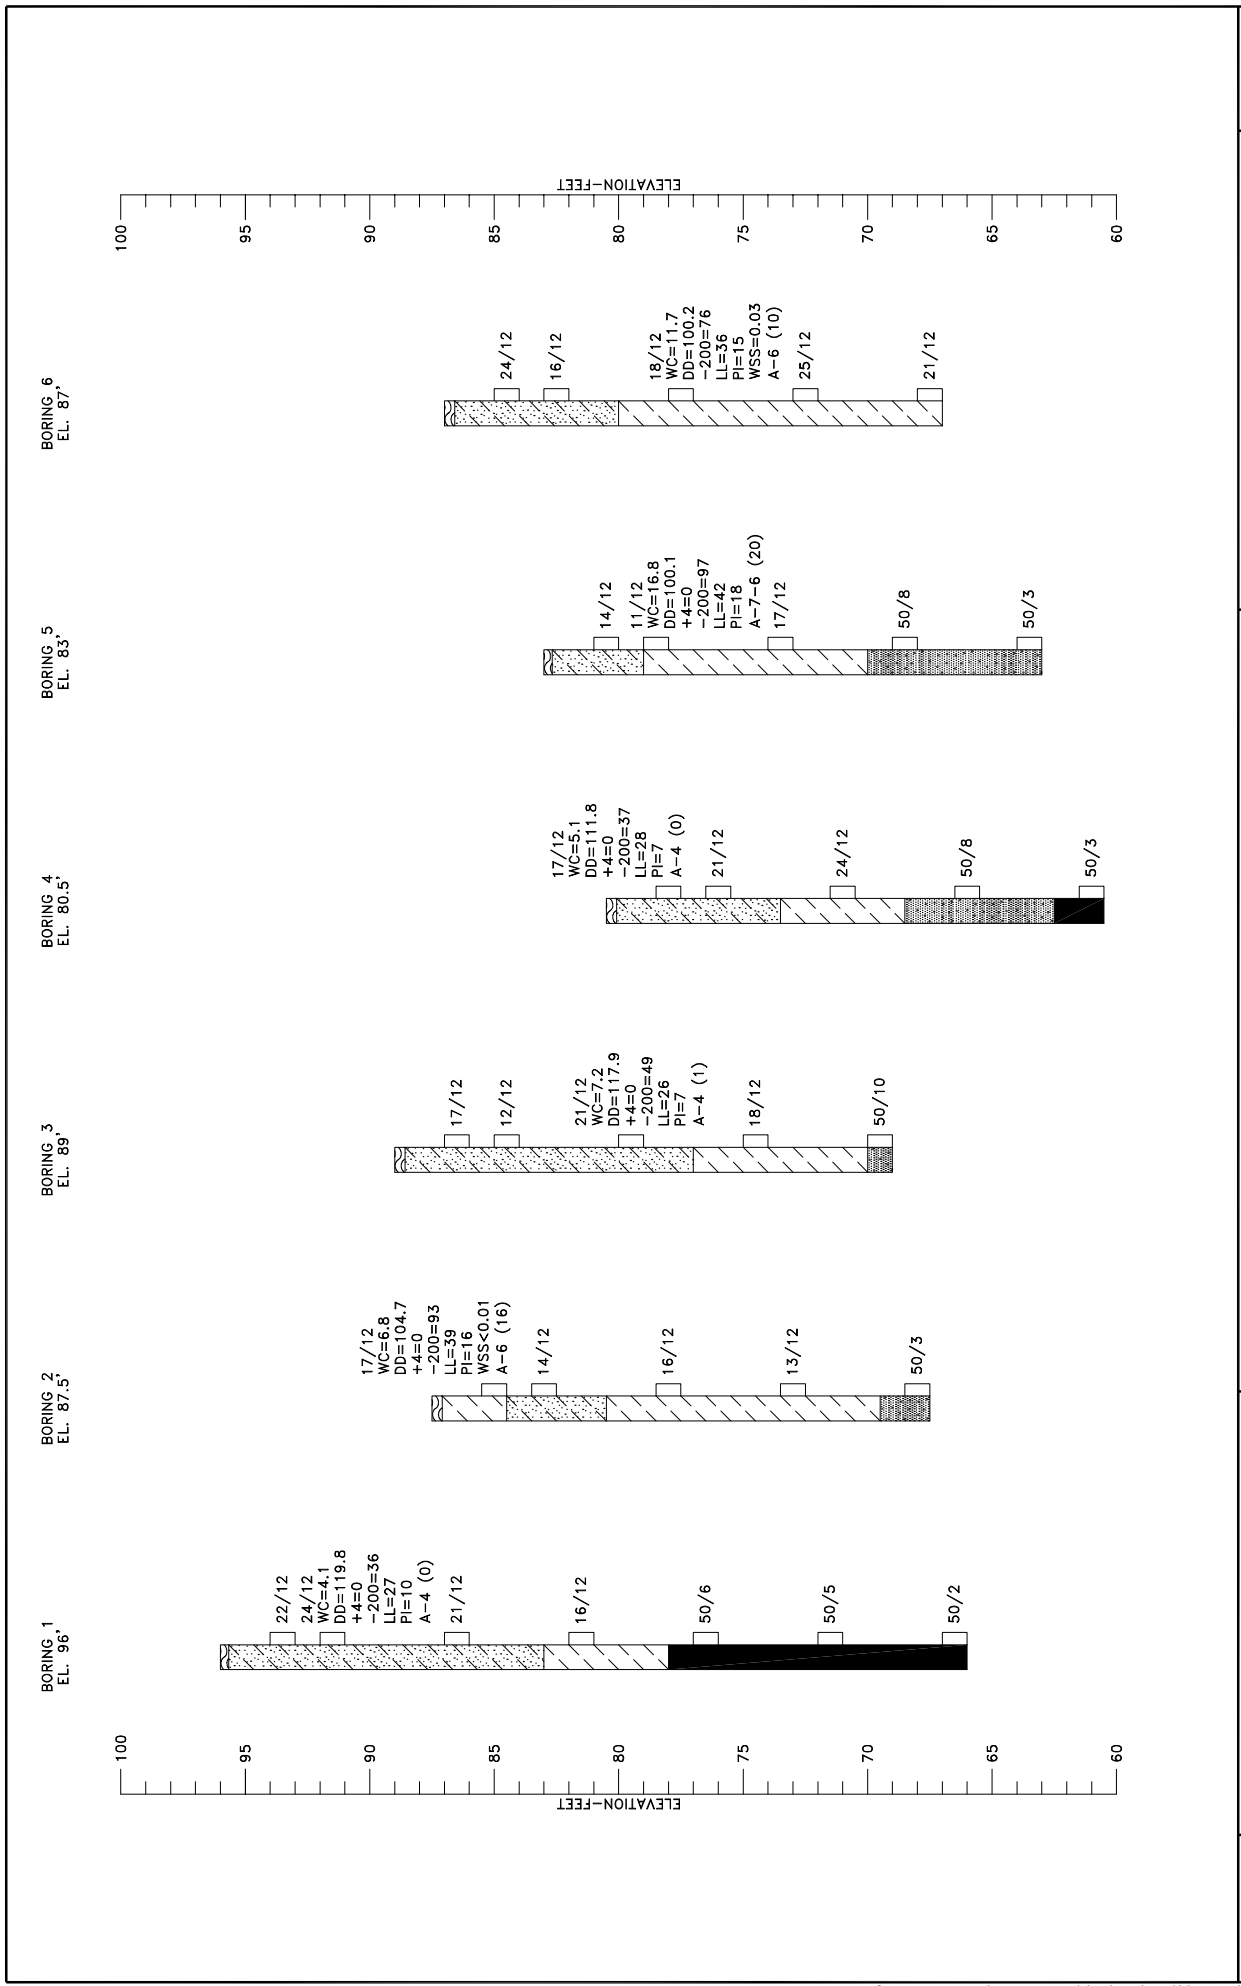 BORING 1
EL. 96'
BORING 2
EL. 87.5'
BORING 3
EL. 89'
BORING 4
EL. 80.5'
BORING 5
EL. 83'
BORING 6
EL. 87'
ELEVATION-FEET
100
95
90
85
80
75
70
65
60
22/12
24/12
WC=4.1
DD=119.8
+4=0
-200=36
LL=27
PI=10
A-4 (0)
21/12
16/12
50/6
50/5
50/2
17/12
WC=6.8
DD=104.7
+4=0
-200=93
LL=39
PI=16
WSS<0.01
A-6 (16)
14/12
16/12
13/12
50/3
17/12
12/12
21/12
WC=7.2
DD=117.9
+4=0
-200=49
LL=26
PI=7
A-4 (1)
18/12
50/10
17/12
WC=5.1
DD=111.8
+4=0
-200=37
LL=28
PI=7
A-4 (0)
21/12
24/12
50/8
50/3
14/12
11/12
WC=16.8
DD=100.1
+4=0
-200=97
LL=42
PI=18
A-7-6 (20)
17/12
50/8
50/3
24/12
16/12
18/12
WC=11.7
DD=100.2
-200=76
LL=36
PI=15
WSS=0.03
A-6 (10)
25/12
21/12
ELEVATION-FEET
100
95
90
85
80
75
70
65
60